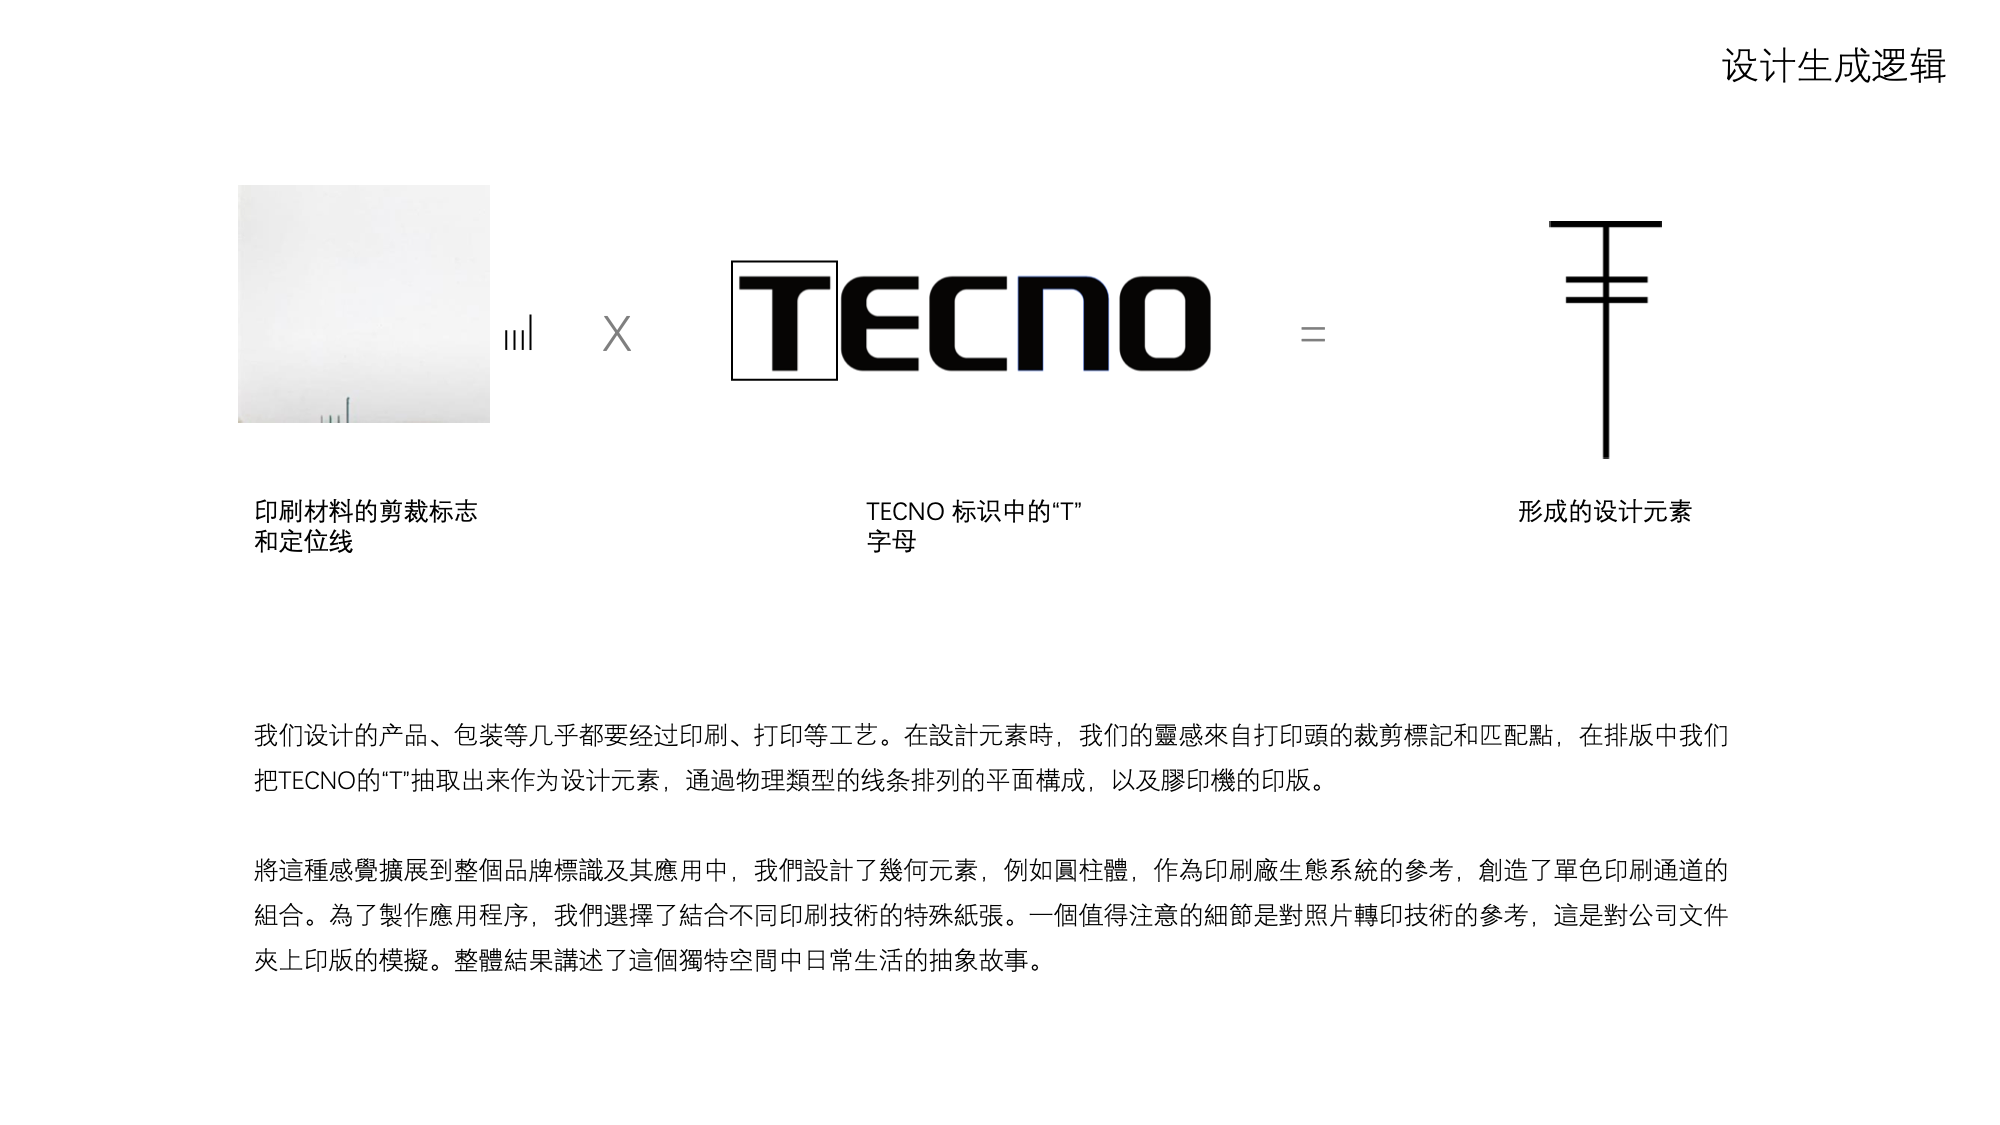 设计生成逻辑
X
TECNO
=
印刷材料的剪裁标志
和定位线
TECNO 标识中的“T”
字母
形成的设计元素
我们设计的产品、包装等几乎都要经过印刷、打印等工艺。在設計元素時，我们的靈感來自打印頭的裁剪標記和匹配點，在排版中我们
把TECNO的“T”抽取出来作为设计元素，通過物理類型的线条排列的平面構成，以及膠印機的印版。
將這種感覺擴展到整個品牌標識及其應用中，我們設計了幾何元素，例如圓柱體，作為印刷廠生態系統的參考，創造了單色印刷通道的
組合。為了製作應用程序，我們選擇了結合不同印刷技術的特殊紙張。一個值得注意的細節是對照片轉印技術的參考，這是對公司文件
夾上印版的模擬。整體結果講述了這個獨特空間中日常生活的抽象故事。